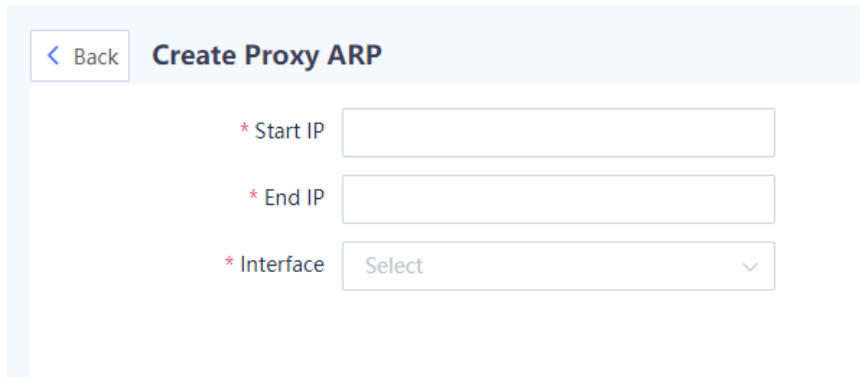 Back Create Proxy ARP
* Start IP
* End IP
* Interface Select